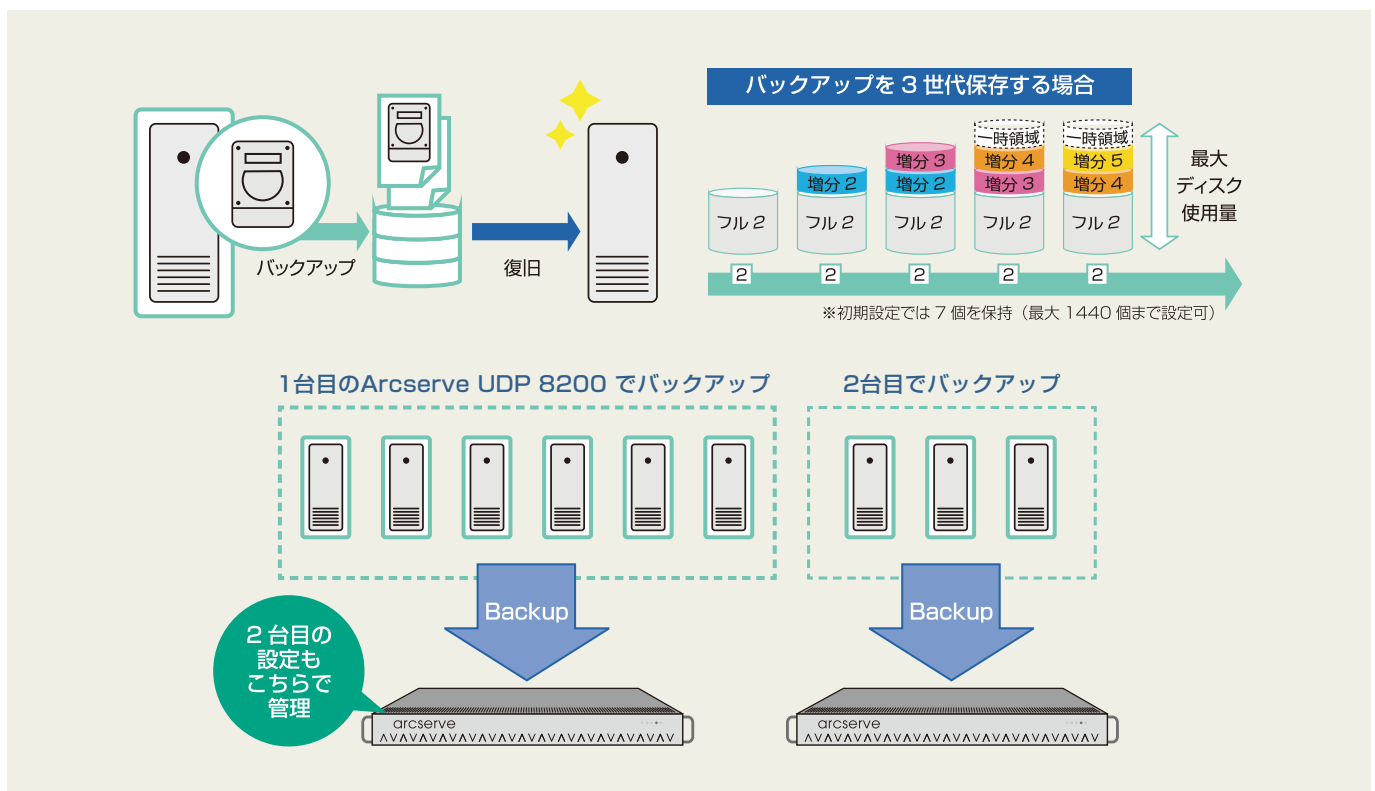 バックアップ
復旧
バックアップを 3 世代保存する場合
フル 2
増分 2
フル 2
増分 3
増分 2
フル 2
一時領域
増分 4
増分 3
フル 2
一時領域
増分 5
増分 4
フル 2
最大
ディスク
使用量
2
2
2
2
2
※初期設定では 7 個を保持（最大 1440 個まで設定可）
1台目のArcserve UDP 8200 でバックアップ
2台目でバックアップ
Backup
Backup
2 台目の
設定も
こちらで
管理
arcserve
arcserve